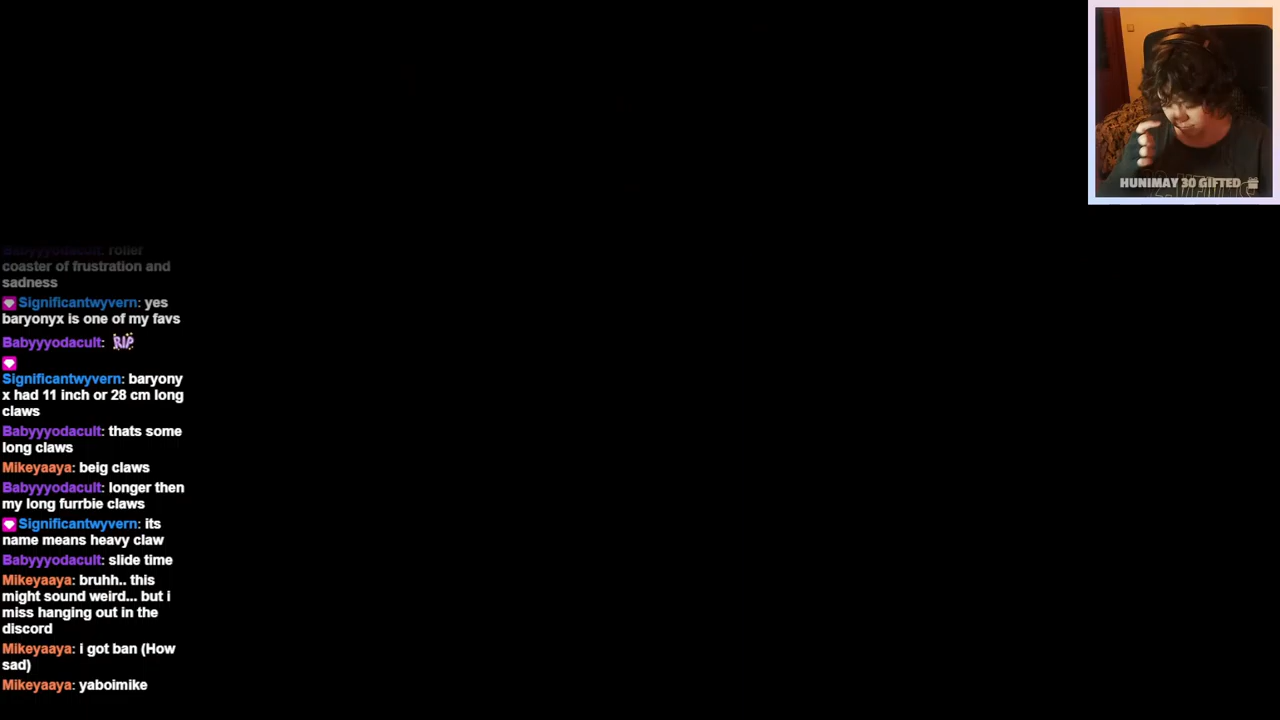 Babyyyodacult: roller
coaster of frustration and
sadness
Significantwyvern: yes
baryonyx is one of my favs
Babyyyodacult: RIP
Significantwyvern: baryony
x had 11 inch or 28 cm long
claws
Babyyyodacult: thats some
long claws
Mikeyaaya: beig claws
Babyyyodacult: longer then
my long furrbie claws
Significantwyvern: its
name means heavy claw
Babyyyodacult: slide time
Mikeyaaya: bruhh.. this
might sound weird... but i
miss hanging out in the
discord
Mikeyaaya: i got ban (How
sad)
Mikeyaaya: yaboimike
HUNIMAY 30 GIFTED